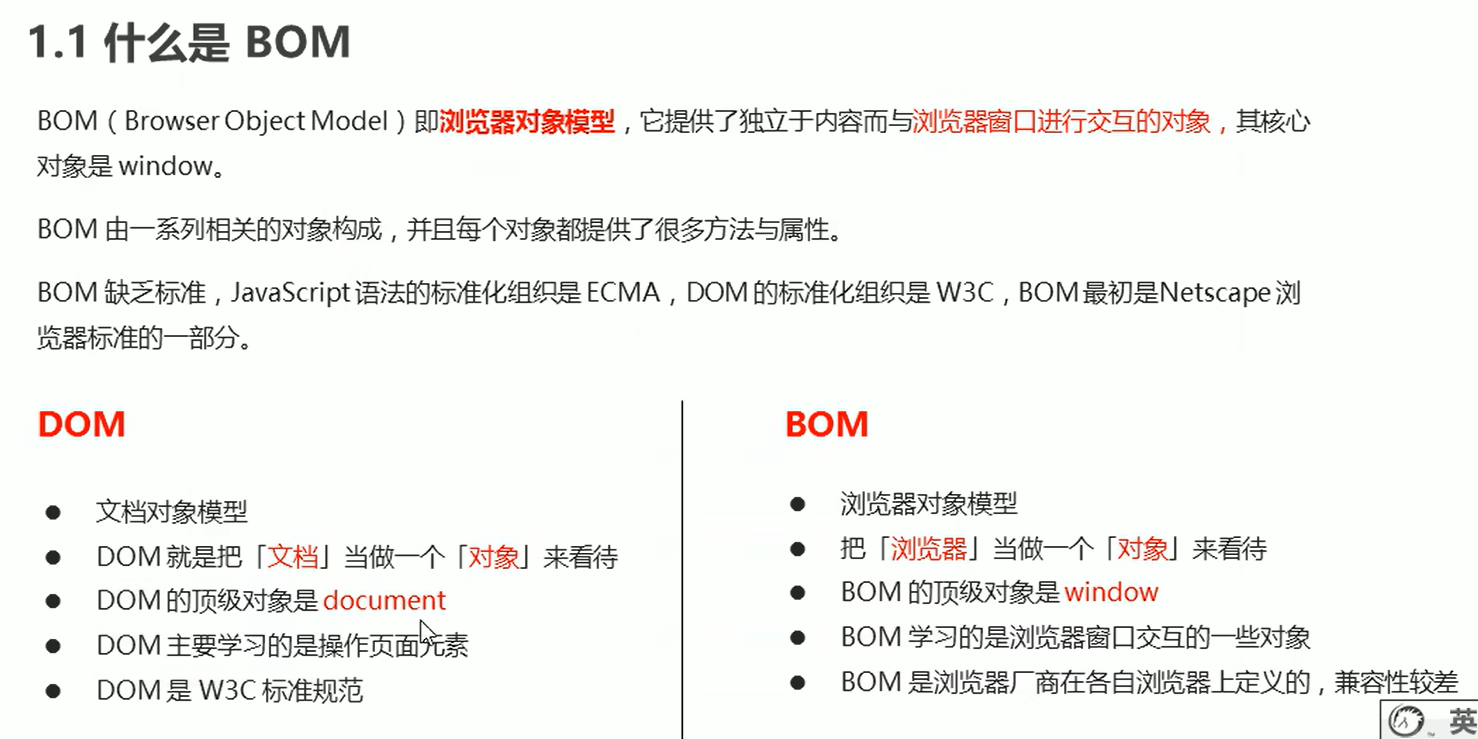 1.1 什么是 BOM
BOM（Browser Object Model）即浏览器对象模型，它提供了独立于内容而与浏览器窗口进行交互的对象，其核心
对象是 window。
BOM 由一系列相关的对象构成，并且每个对象都提供了很多方法与属性。
BOM 缺乏标准，JavaScript 语法的标准化组织是 ECMA，DOM 的标准化组织是 W3C，BOM 最初是Netscape 浏
览器标准的一部分。
DOM
● 文档对象模型
● DOM 就是把「文档」当做一个「对象」来看待
● DOM 的顶级对象是 document
● DOM 主要学习的是操作页面元素
● DOM 是 W3C 标准规范
BOM
● 浏览器对象模型
● 把「浏览器」当做一个「对象」来看待
● BOM 的顶级对象是 window
● BOM 学习的是浏览器窗口交互的一些对象
● BOM 是浏览器厂商在各自浏览器上定义的，兼容性较差
英